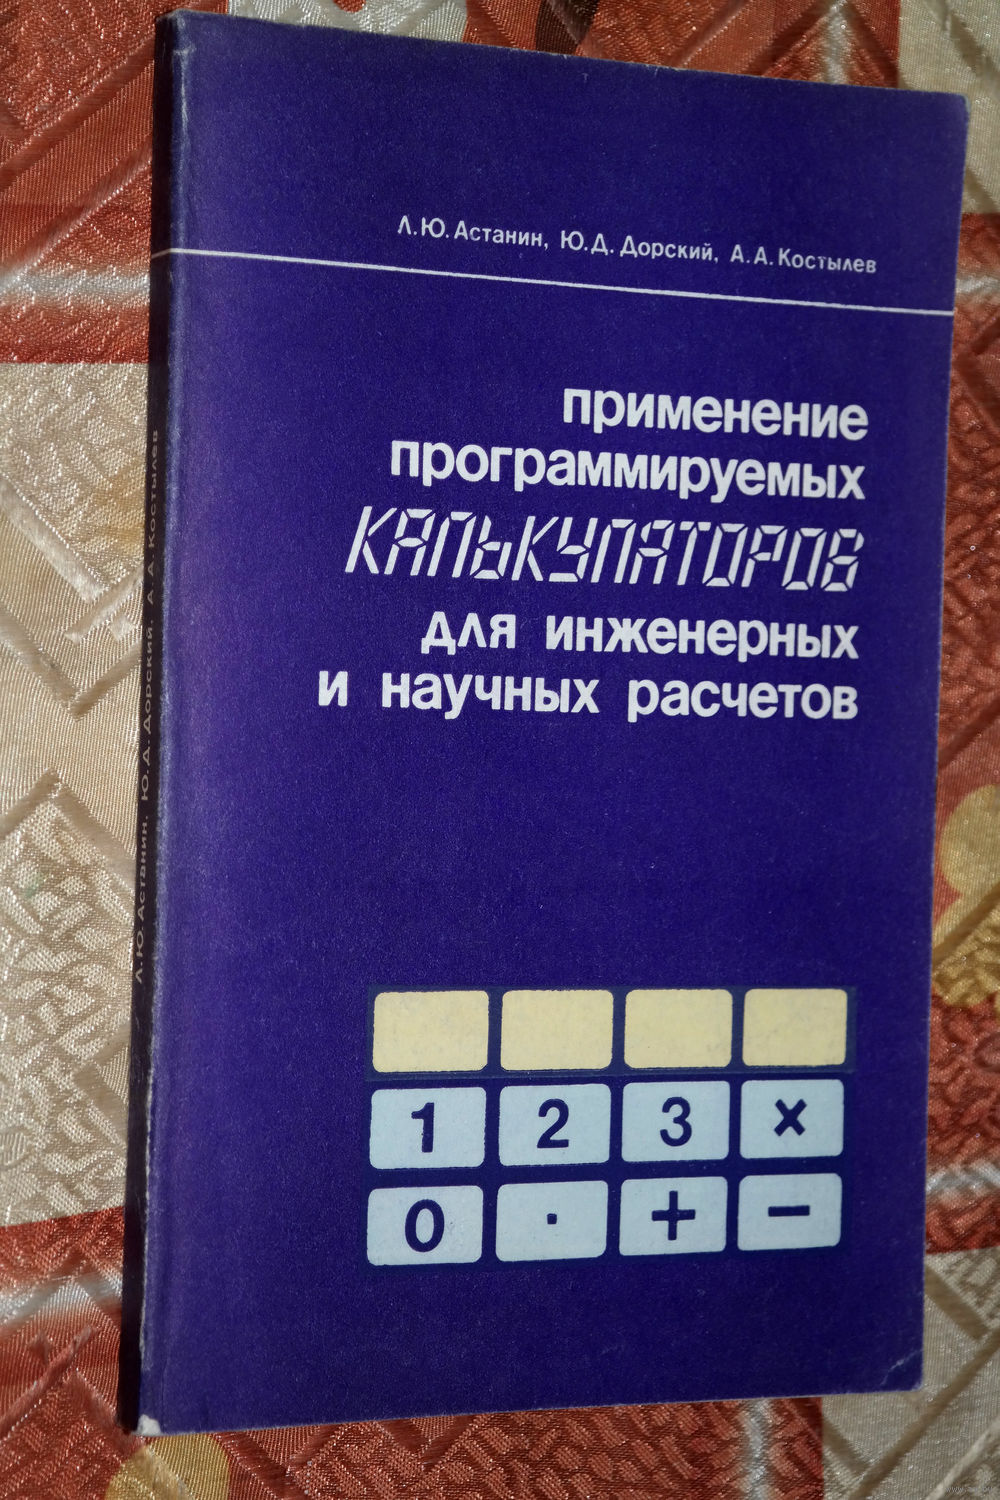 Л.Ю. Астанин, Ю.Д. Дорский, А.А. Костылев
применение
программируемых
КАЛЬКУЛЯТОРОВ
для инженерных
и научных расчетов
1 2 3 ×
0 . + −
Л.Ю. Астанин, Ю.Д. Дорский, А.А. Костылев